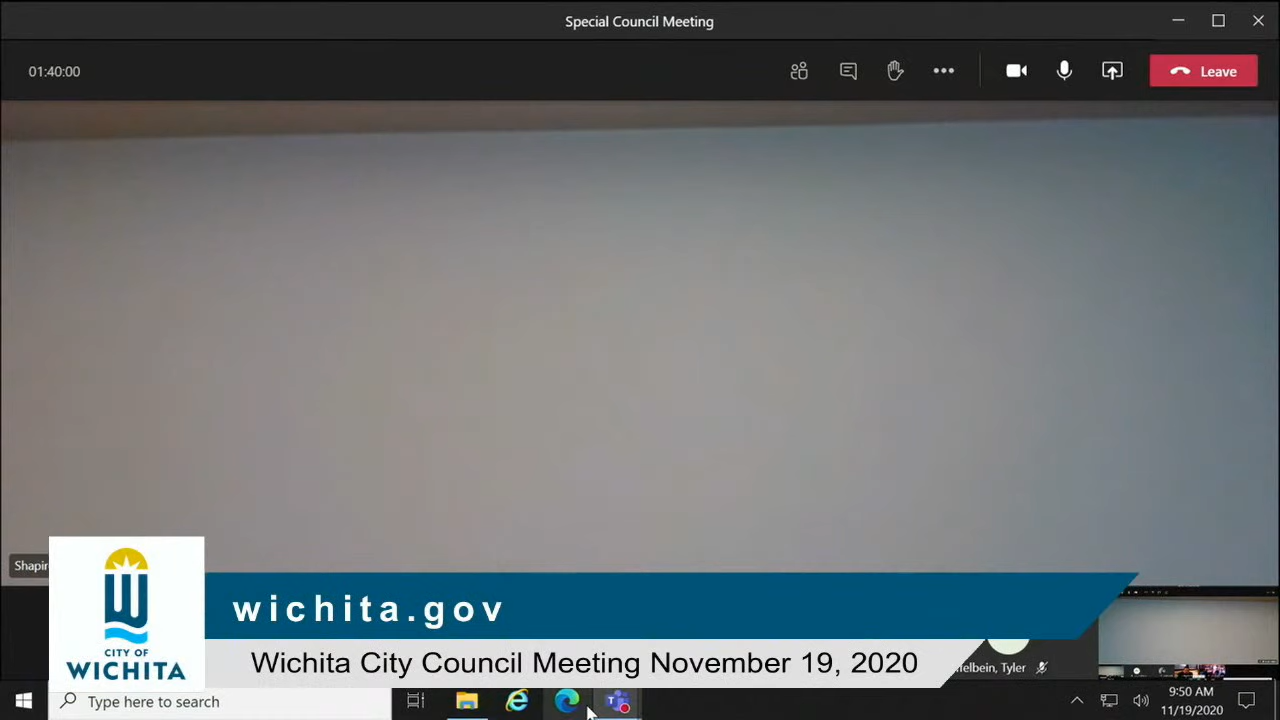 Special Council Meeting
01:40:00
Leave
wichita.gov
CITY OF
WICHITA
Wichita City Council Meeting November 19, 2020
Tyler
Type here to search
9:50 AM
11/19/2020